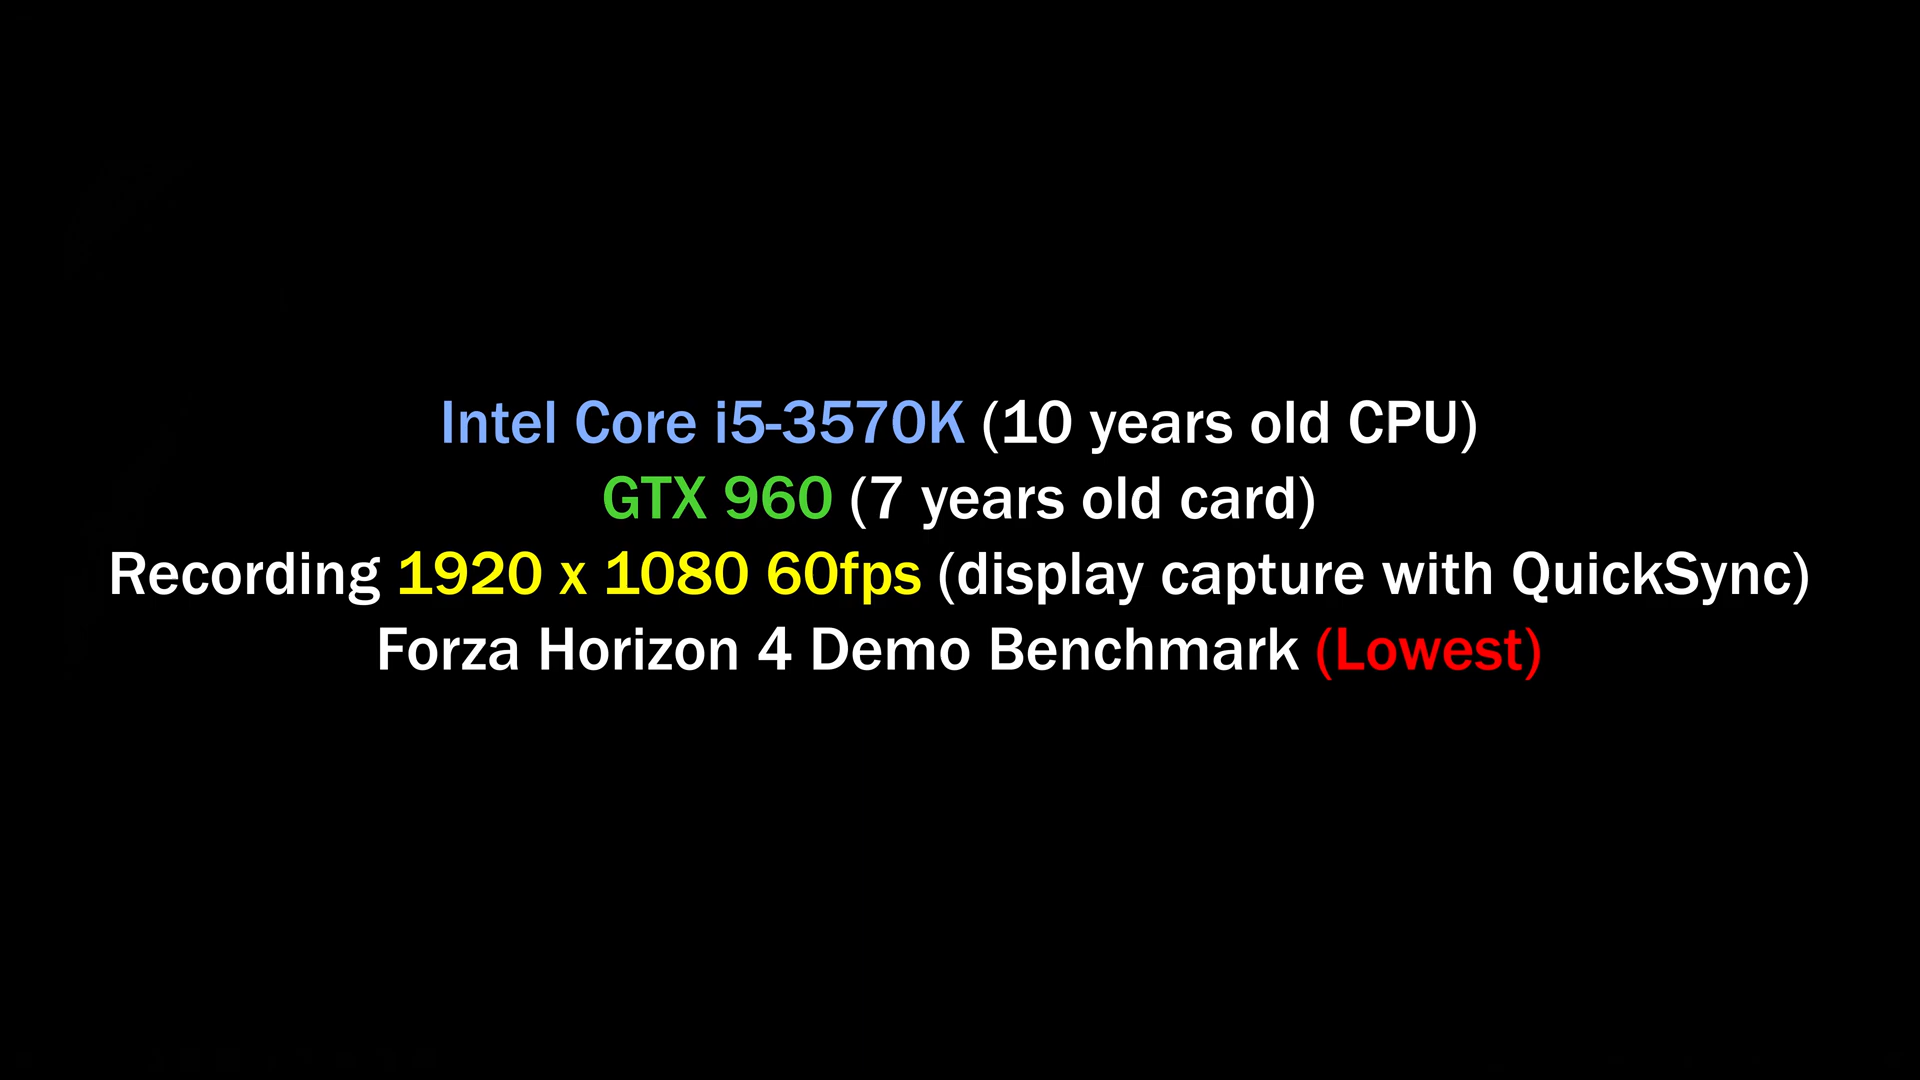 Intel Core i5-3570K (10 years old CPU)
GTX 960 (7 years old card)
Recording 1920 x 1080 60fps (display capture with QuickSync)
Forza Horizon 4 Demo Benchmark (Lowest)